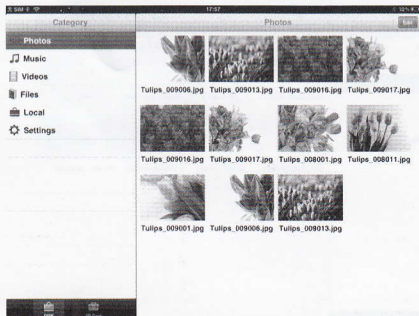 17:57
Category
Photos
Music
Videos
Files
Local
Settings
Photos
Tulips_009006.jpg Tulips_009013.jpg Tulips_009016.jpg Tulips_009017.jpg
Tulips_009016.jpg Tulips_009017.jpg Tulips_008001.jpg Tulips_008011.jpg
Tulips_009001.jpg Tulips_009006.jpg Tulips_009013.jpg